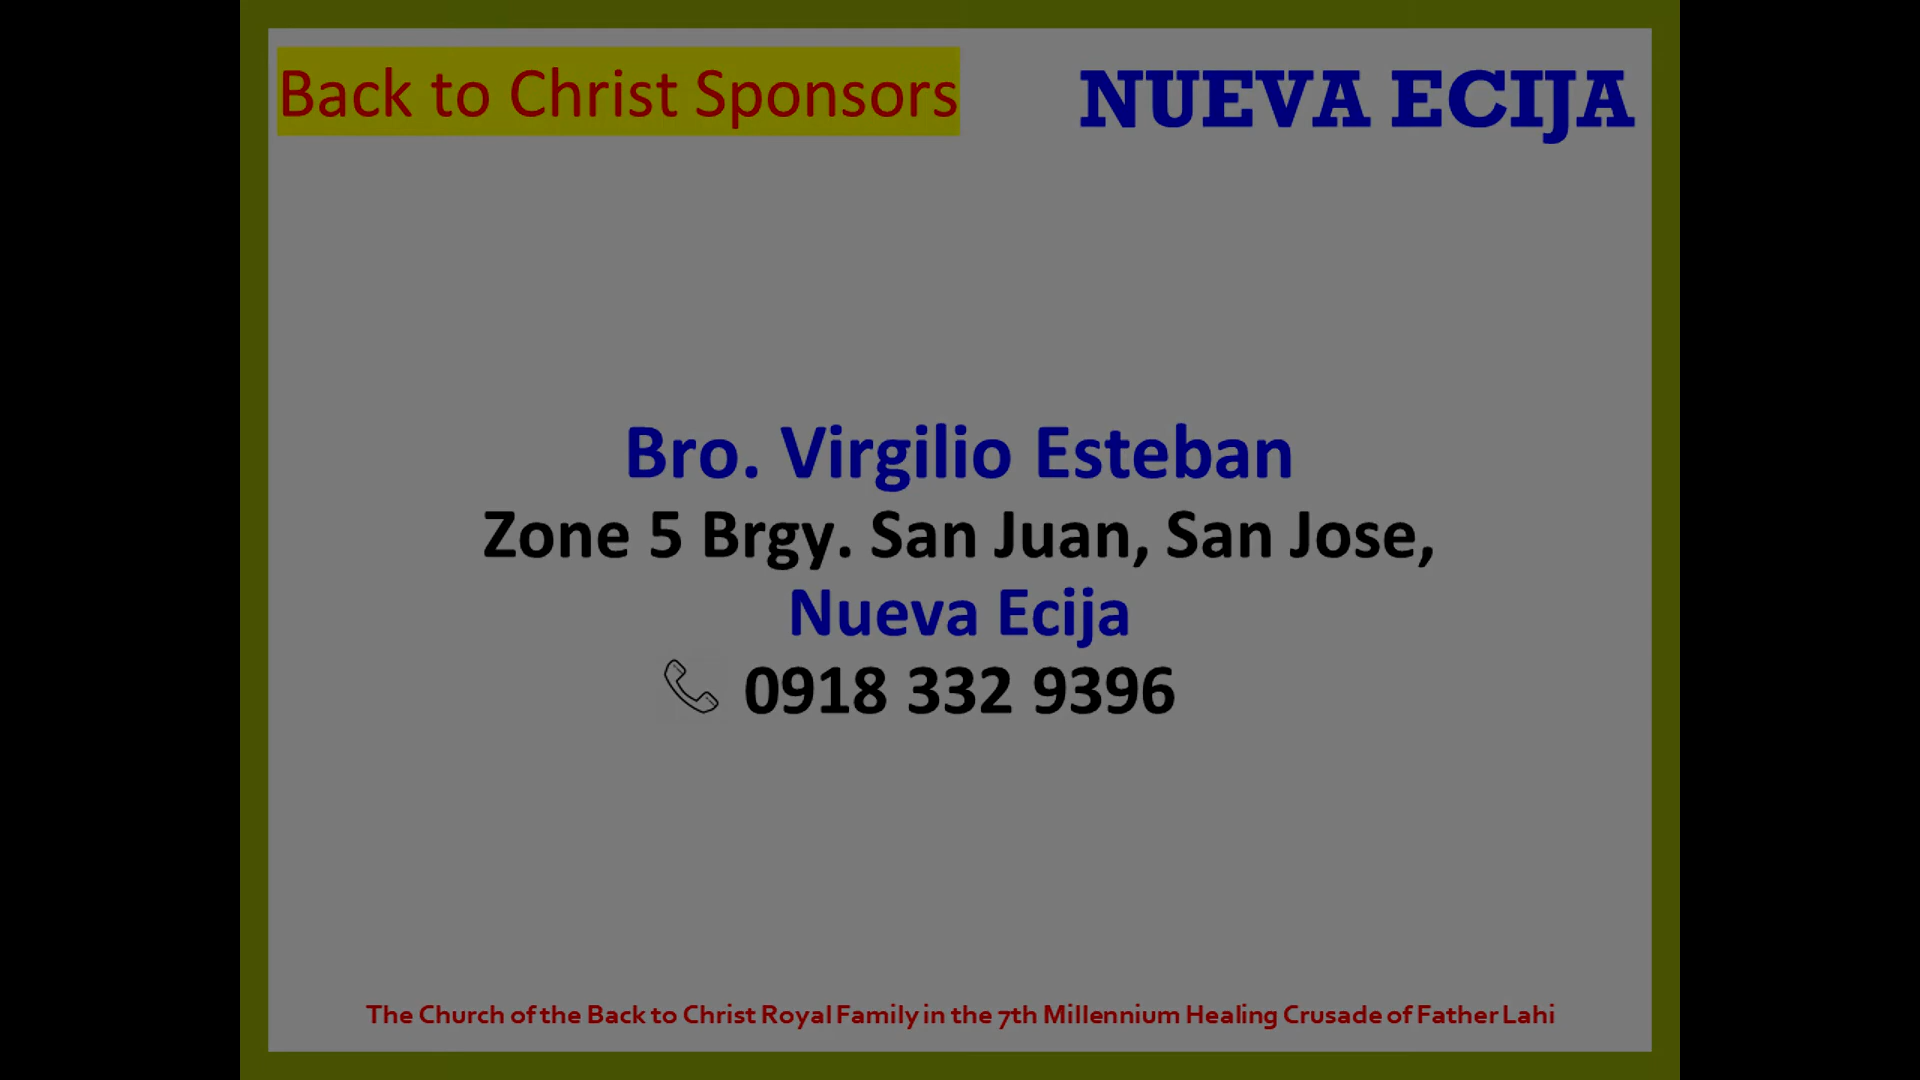 Back to Christ Sponsors
NUEVA ECIJA
Bro. Virgilio Esteban
Zone 5 Brgy. San Juan, San Jose,
Nueva Ecija
0918 332 9396
The Church of the Back to Christ Royal Family in the 7th Millennium Healing Crusade of Father Lahi